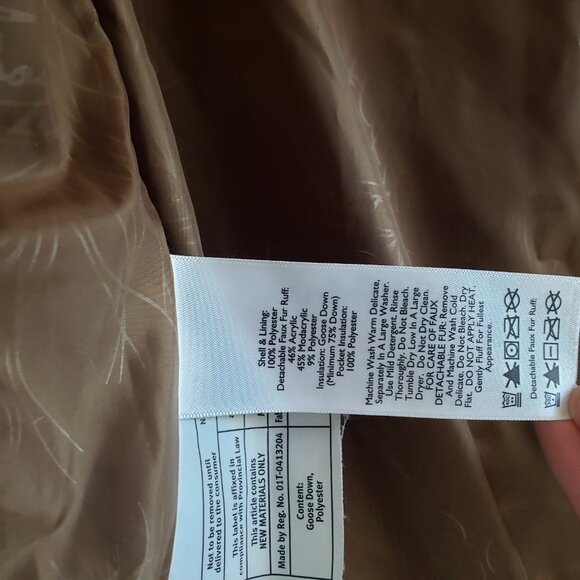 Shell & Lining:
100% Polyester
Detachable Faux Fur Ruff:
46% Acrylic
45% Modacrylic
9% Polyester
Insulation: Goose Down
(Minimum 75% Down)
Pocket Insulation:
100% Polyester
Machine Wash Warm Delicate,
Separately In A Large Washer.
Use Mild Detergent. Rinse
Thoroughly. Do Not Bleach.
Tumble Dry Low In A Large
Dryer. Do Not Dry Clean.
FOR CARE OF FAUX
DETACHABLE FUR: Remove
And Machine Wash Cold
Delicate. Do Not Bleach. Dry
Flat. DO NOT APPLY HEAT.
Gently Fluff For Fullest
Appearance.
Detachable Faux Fur Ruff:
Not to be removed until
delivered to the consumer
This label is affixed in
compliance with Provincial Law
This article contains
NEW MATERIALS ONLY
Made by Reg. No. 01T-0413204
Content:
Goose Down,
Polyester